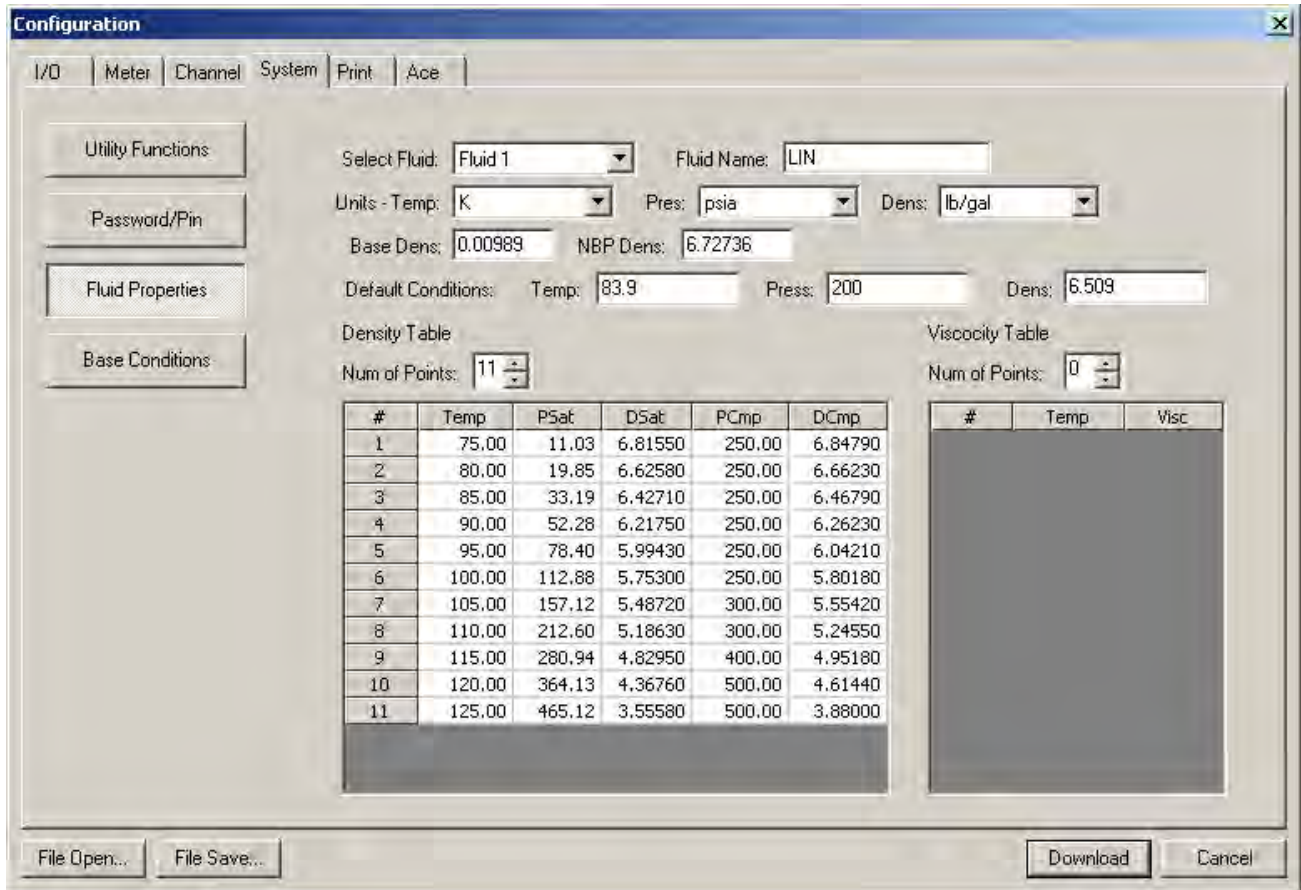 Configuration
I/O Meter Channel System Print Ace
Utility Functions
Password/Pin
Fluid Properties
Base Conditions
Select Fluid: Fluid 1 Fluid Name: LIN
Units - Temp: K Pres: psia Dens: lb/gal
Base Dens: 0.00989 NBP Dens: 6.72736
Default Conditions: Temp: 83.9 Press: 200 Dens: 6.509
Density Table
Num of Points: 11
# Temp PSat DSat PCmp DCmp
1 75.00 11.03 6.81550 250.00 6.84790
2 80.00 19.85 6.62580 250.00 6.66230
3 85.00 33.19 6.42710 250.00 6.46790
4 90.00 52.28 6.21750 250.00 6.26230
5 95.00 78.40 5.99430 250.00 6.04210
6 100.00 112.88 5.75300 250.00 5.80180
7 105.00 157.12 5.48720 300.00 5.55420
8 110.00 212.60 5.18630 300.00 5.24550
9 115.00 280.94 4.82950 400.00 4.95180
10 120.00 364.13 4.36760 500.00 4.61440
11 125.00 465.12 3.55580 500.00 3.88000
Viscocity Table
Num of Points: 0
# Temp Visc
File Open... File Save... Download Cancel